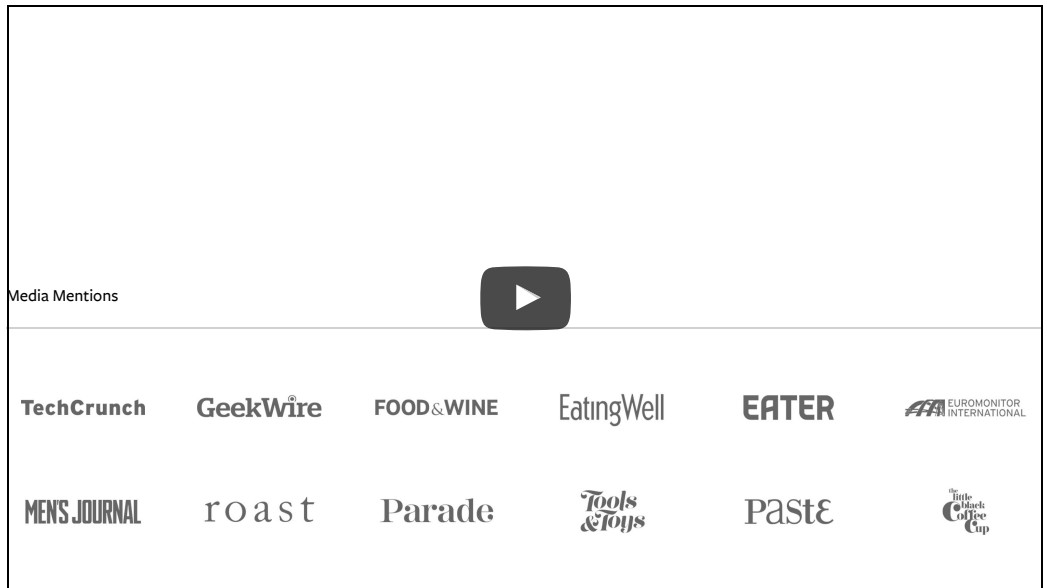 Media Mentions
TechCrunch
GeekWire
FOOD&WINE
EatingWell
EATER
EUROMONITOR
INTERNATIONAL
MEN'S JOURNAL
roast
Parade
Tools
&Toys
Paste
the
little
black
Coffee
Cup